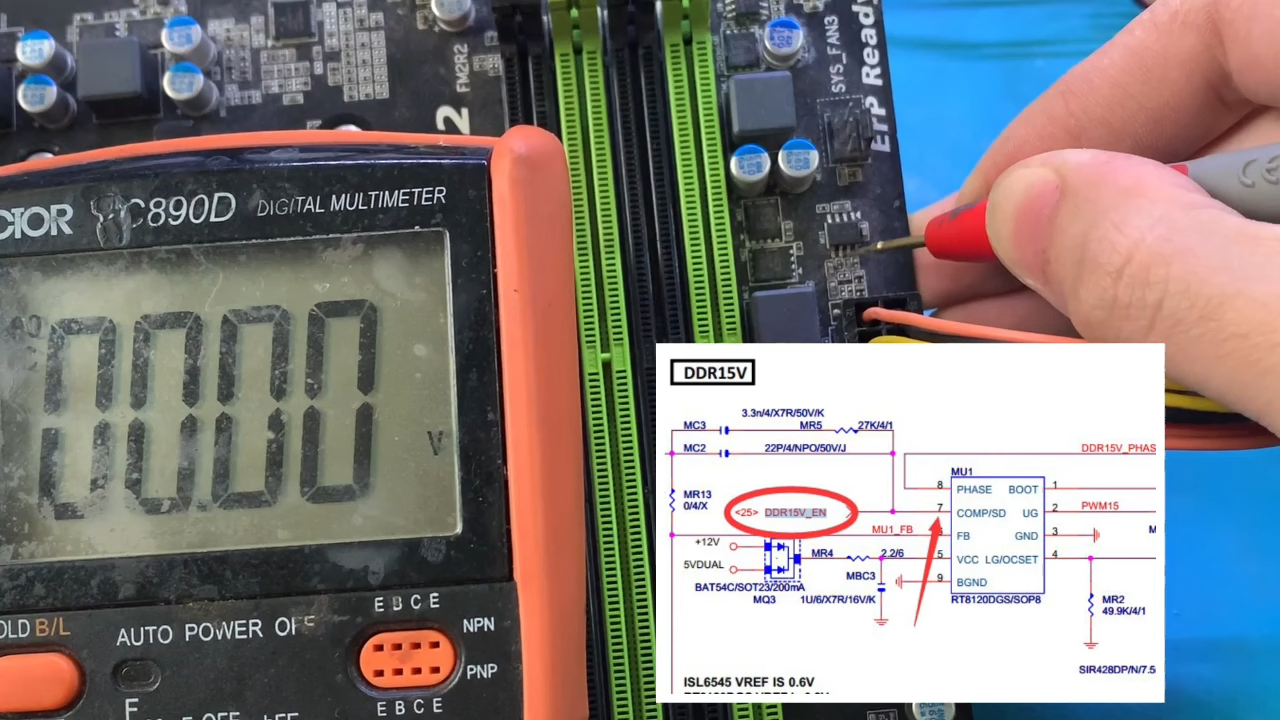 FM2R2
2
SYS_FAN3
ErP Ready
C890D
DIGITAL MULTIMETER
0000
V
B/L
AUTO POWER OFF
E B C E
NPN
PNP
E B C E
DDR15V
3.3n/4/X7R/50V/K
MC3
MR5
27K/4/1
MC2
22P/4/NPO/50V/J
DDR15V_PHAS
MU1
8
PHASE
BOOT
1
MR13
0/4/X
<25>
DDR15V_EN
7
COMP/SD
UG
2
PWM15
MU1_FB
FB
GND
3
+12V
5VDUAL
MR4
2.2/6
5
VCC
LG/OCSET
4
MBC3
9
BGND
BAT54C/SOT23/200mA
MQ3
1U/6/X7R/16V/K
RT8120DGS/SOP8
MR2
49.9K/4/1
SIR428DP/N/7.5
ISL6545 VREF IS 0.6V